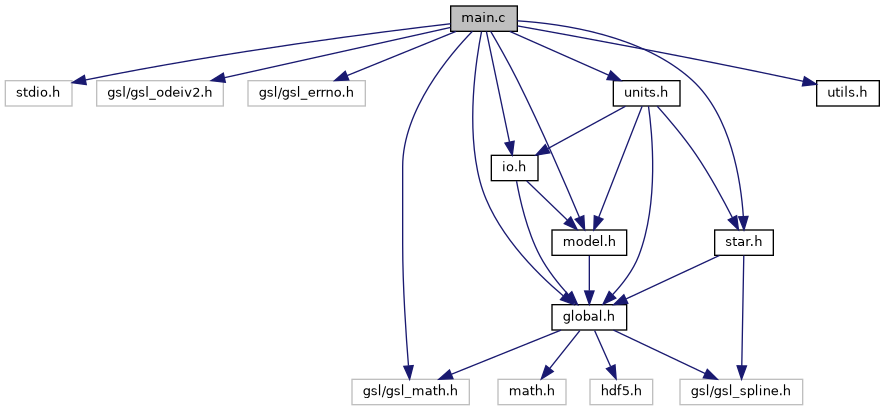 main.c
stdio.h
gsl/gsl_odeiv2.h
gsl/gsl_errno.h
units.h
utils.h
io.h
model.h
star.h
global.h
gsl/gsl_math.h
math.h
hdf5.h
gsl/gsl_spline.h